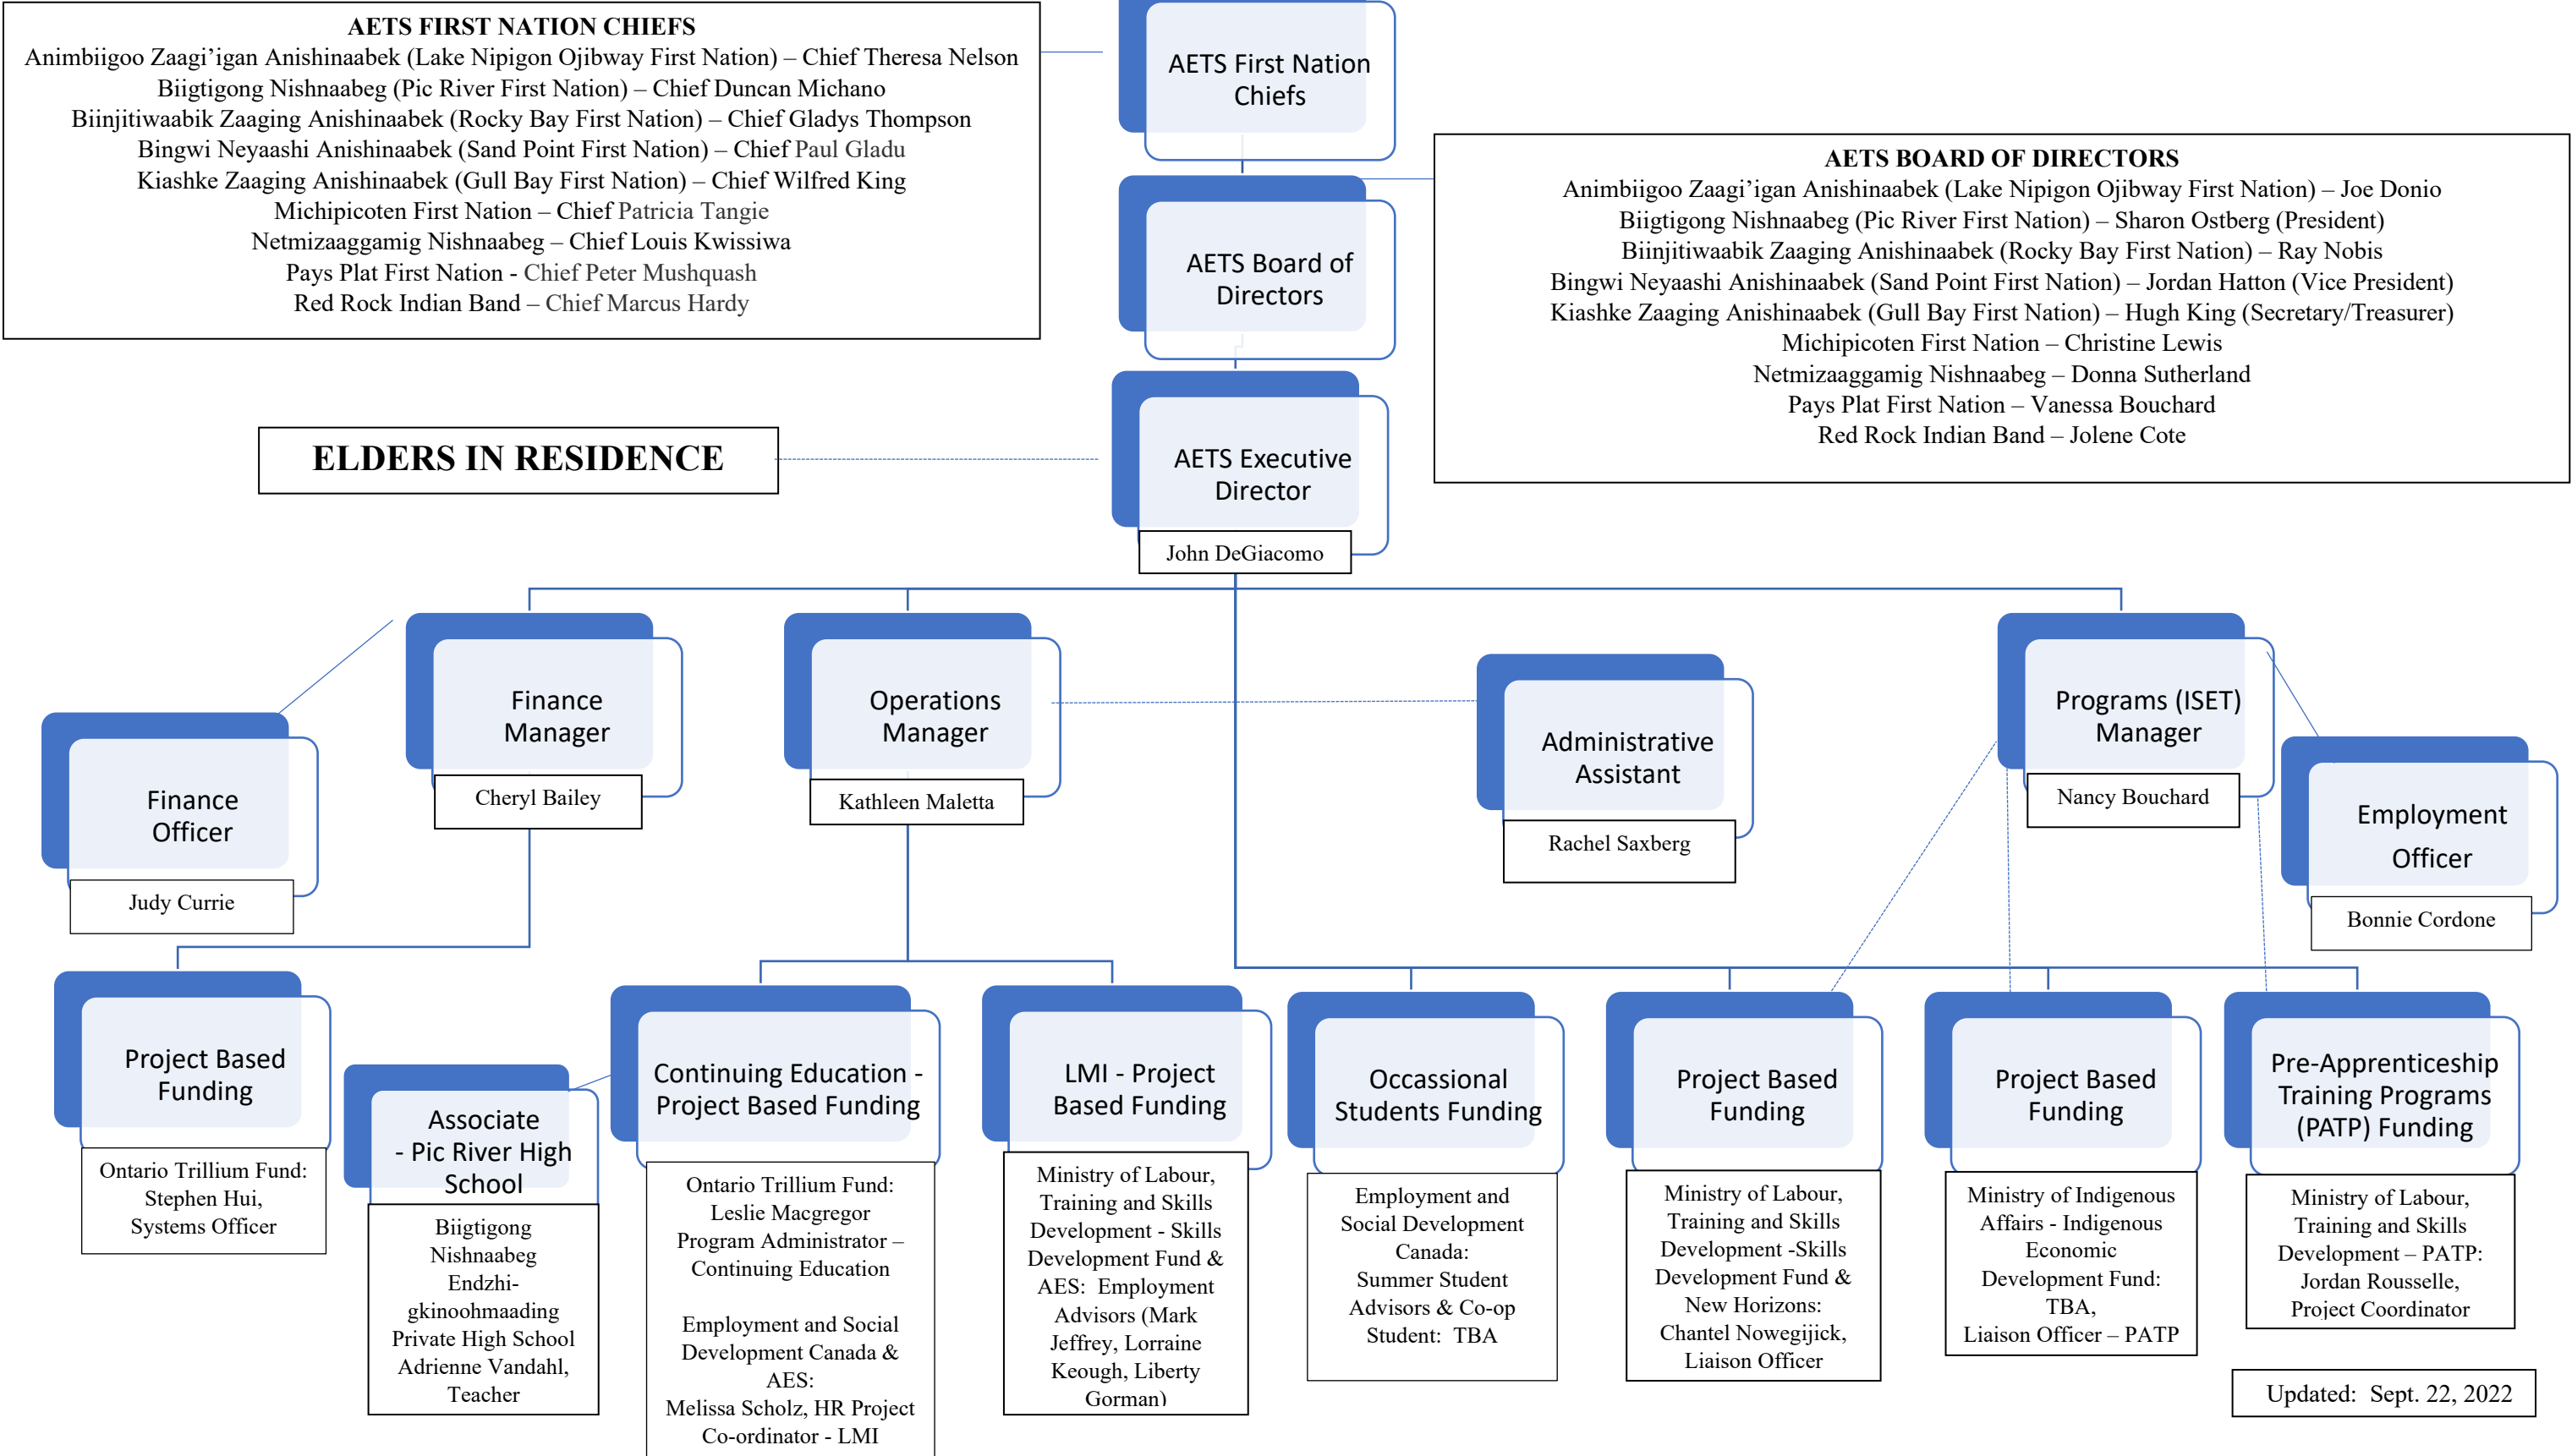 AETS FIRST NATION CHIEFS
Animbiigoo Zaagi’igan Anishinaabek (Lake Nipigon Ojibway First Nation) – Chief Theresa Nelson
Biigtigong Nishnaabeg (Pic River First Nation) – Chief Duncan Michano
Biinjitiwaabik Zaaging Anishinaabek (Rocky Bay First Nation) – Chief Gladys Thompson
Bingwi Neyaashi Anishinaabek (Sand Point First Nation) – Chief Paul Gladu
Kiashke Zaaging Anishinaabek (Gull Bay First Nation) – Chief Wilfred King
Michipicoten First Nation – Chief Patricia Tangie
Netmizaaggamig Nishnaabeg – Chief Louis Kwissiwa
Pays Plat First Nation - Chief Peter Mushquash
Red Rock Indian Band – Chief Marcus Hardy
AETS First Nation
Chiefs
AETS BOARD OF DIRECTORS
Animbiigoo Zaagi’igan Anishinaabek (Lake Nipigon Ojibway First Nation) – Joe Donio
Biigtigong Nishnaabeg (Pic River First Nation) – Sharon Ostberg (President)
Biinjitiwaabik Zaaging Anishinaabek (Rocky Bay First Nation) – Ray Nobis
Bingwi Neyaashi Anishinaabek (Sand Point First Nation) – Jordan Hatton (Vice President)
Kiashke Zaaging Anishinaabek (Gull Bay First Nation) – Hugh King (Secretary/Treasurer)
Michipicoten First Nation – Christine Lewis
Netmizaaggamig Nishnaabeg – Donna Sutherland
Pays Plat First Nation – Vanessa Bouchard
Red Rock Indian Band – Jolene Cote
AETS Board of
Directors
ELDERS IN RESIDENCE
AETS Executive
Director
John DeGiacomo
Finance
Officer
Judy Currie
Finance
Manager
Cheryl Bailey
Operations
Manager
Kathleen Maletta
Administrative
Assistant
Rachel Saxberg
Programs (ISET)
Manager
Nancy Bouchard
Employment
Officer
Bonnie Cordone
Project Based
Funding
Ontario Trillium Fund:
Stephen Hui,
Systems Officer
Associate
- Pic River High
School
Biigtigong
Nishnaabeg
Endzhi-
gkinoohmaading
Private High School
Adrienne Vandahl,
Teacher
Continuing Education -
Project Based Funding
Ontario Trillium Fund:
Leslie Macgregor
Program Administrator –
Continuing Education
Employment and Social
Development Canada &
AES:
Melissa Scholz, HR Project
Co-ordinator - LMI
LMI - Project
Based Funding
Ministry of Labour,
Training and Skills
Development - Skills
Development Fund &
AES:  Employment
Advisors (Mark
Jeffrey, Lorraine
Keough, Liberty
Gorman)
Occassional
Students Funding
Employment and
Social Development
Canada:
Summer Student
Advisors & Co-op
Student:  TBA
Project Based
Funding
Ministry of Labour,
Training and Skills
Development -Skills
Development Fund &
New Horizons:
Chantel Nowegijick,
Liaison Officer
Project Based
Funding
Ministry of Indigenous
Affairs - Indigenous
Economic
Development Fund:
TBA,
Liaison Officer – PATP
Pre-Apprenticeship
Training Programs
(PATP) Funding
Ministry of Labour,
Training and Skills
Development – PATP:
Jordan Rousselle,
Project Coordinator
Updated:  Sept. 22, 2022